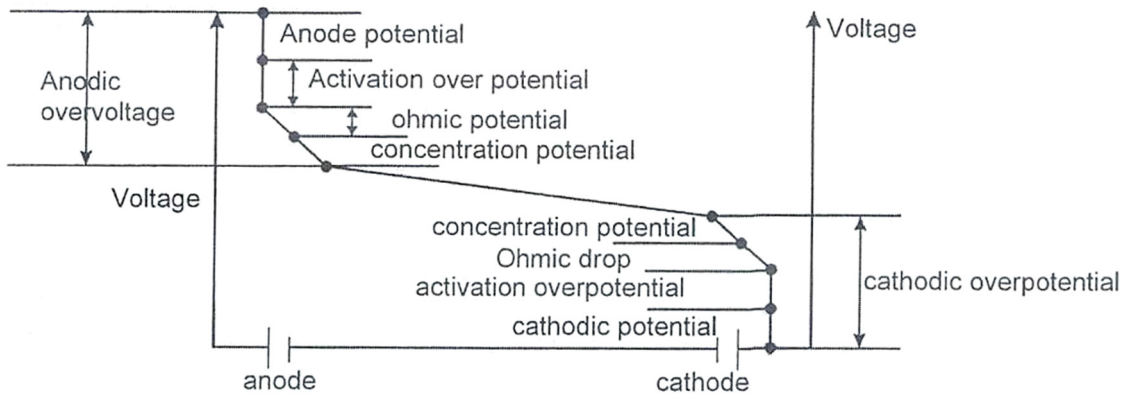 Anode potential
Voltage
Activation over potential
Anodic
overvoltage
ohmic potential
concentration potential
Voltage
concentration potential
Ohmic drop
cathodic overpotential
activation overpotential
cathodic potential
anode
cathode